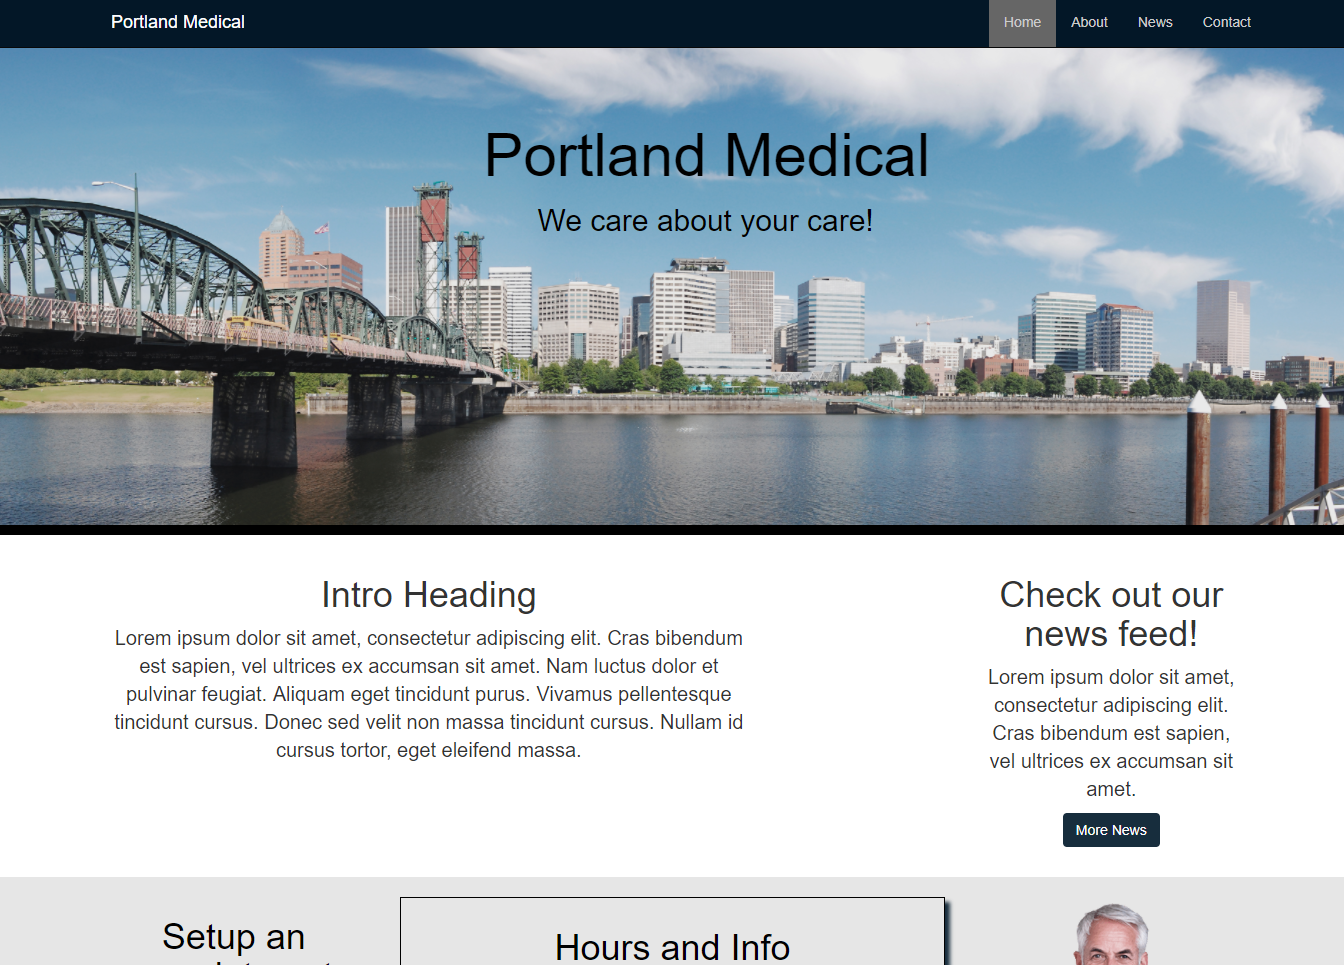 Portland Medical
Home About News Contact
Portland Medical
We care about your care!
Intro Heading
Lorem ipsum dolor sit amet, consectetur adipiscing elit. Cras bibendum
est sapien, vel ultrices ex accumsan sit amet. Nam luctus dolor et
pulvinar feugiat. Aliquam eget tincidunt purus. Vivamus pellentesque
tincidunt cursus. Donec sed velit non massa tincidunt cursus. Nullam id
cursus tortor, eget eleifend massa.
Check out our
news feed!
Lorem ipsum dolor sit amet,
consectetur adipiscing elit.
Cras bibendum est sapien,
vel ultrices ex accumsan sit
amet.
More News
Setup an
Hours and Info